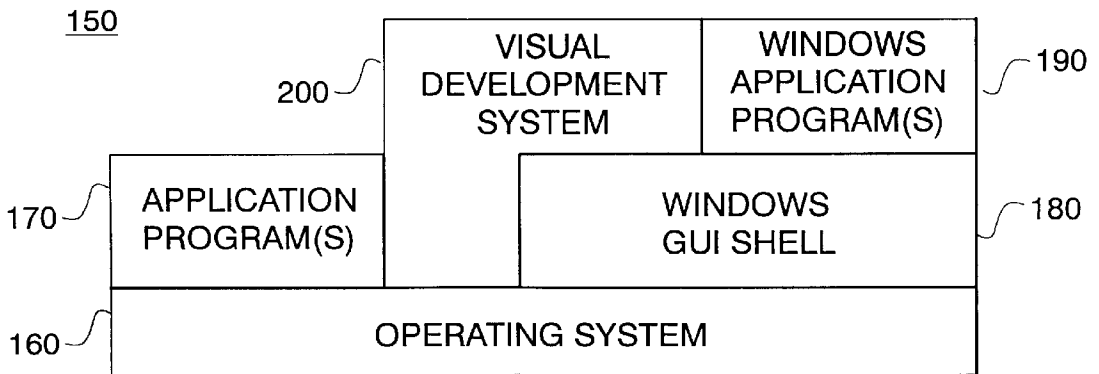 150
200
VISUAL
DEVELOPMENT
SYSTEM
WINDOWS
APPLICATION
PROGRAM(S)
190
170
APPLICATION
PROGRAM(S)
WINDOWS
GUI SHELL
180
160
OPERATING SYSTEM